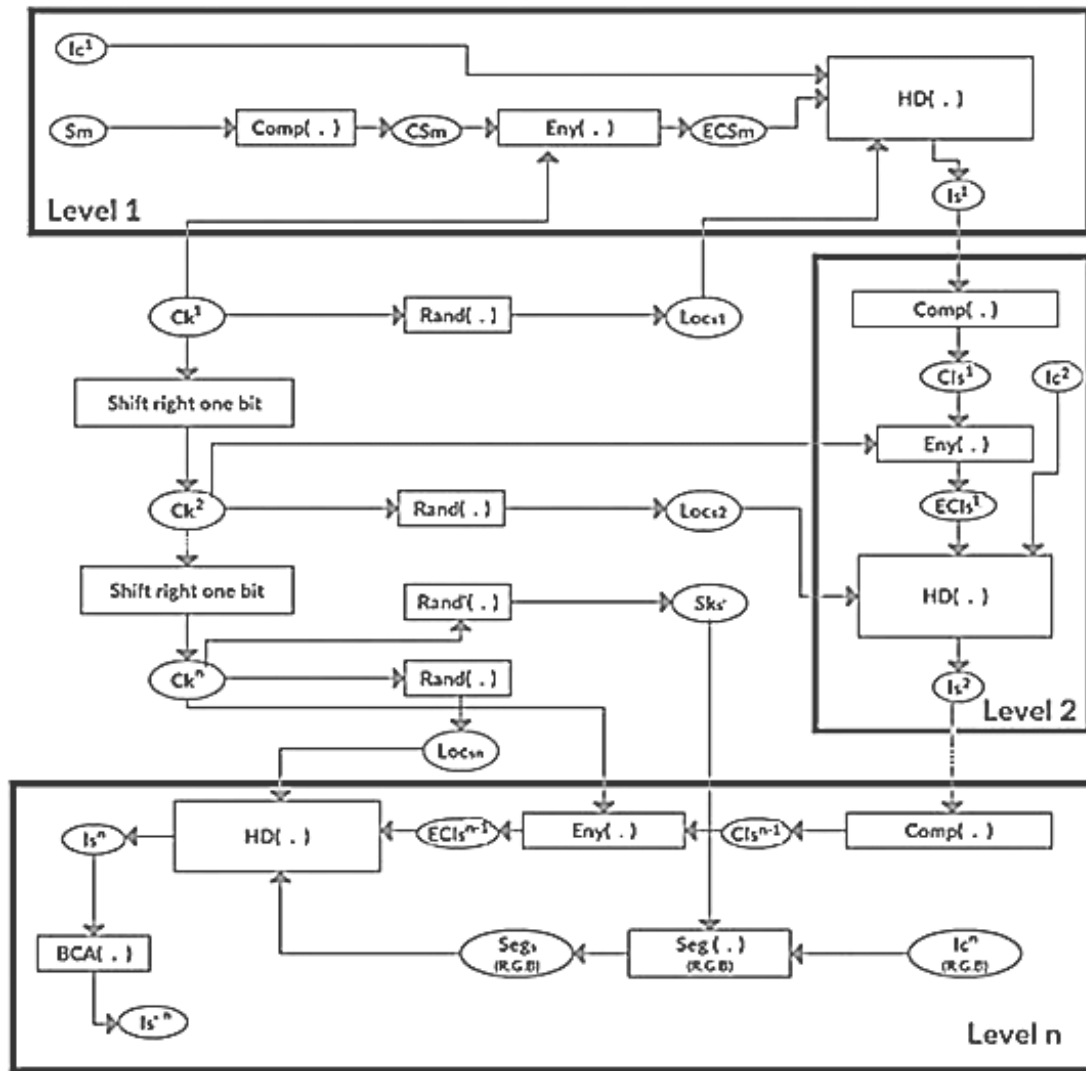 Ic¹
Sm
Comp( . )
CSm
Eny( . )
ECSm
HD( . )
Is¹
Level 1
Ck¹
Rand( . )
Locs1
Comp( . )
Shift right one bit
CIs¹
Ic²
Eny( . )
Ck²
Rand( . )
Locs2
ECIs¹
Shift right one bit
Rand( . )
Sks
HD( . )
Ckⁿ
Rand( . )
Is²
Level 2
Locsn
Isⁿ
HD( . )
ECIsⁿ⁻¹
Eny( . )
CIsⁿ⁻¹
Comp( . )
BCA( . )
Segs
(R.G.B)
Seg( . )
(R.G.B)
Icⁿ
(R.G.B)
Level n